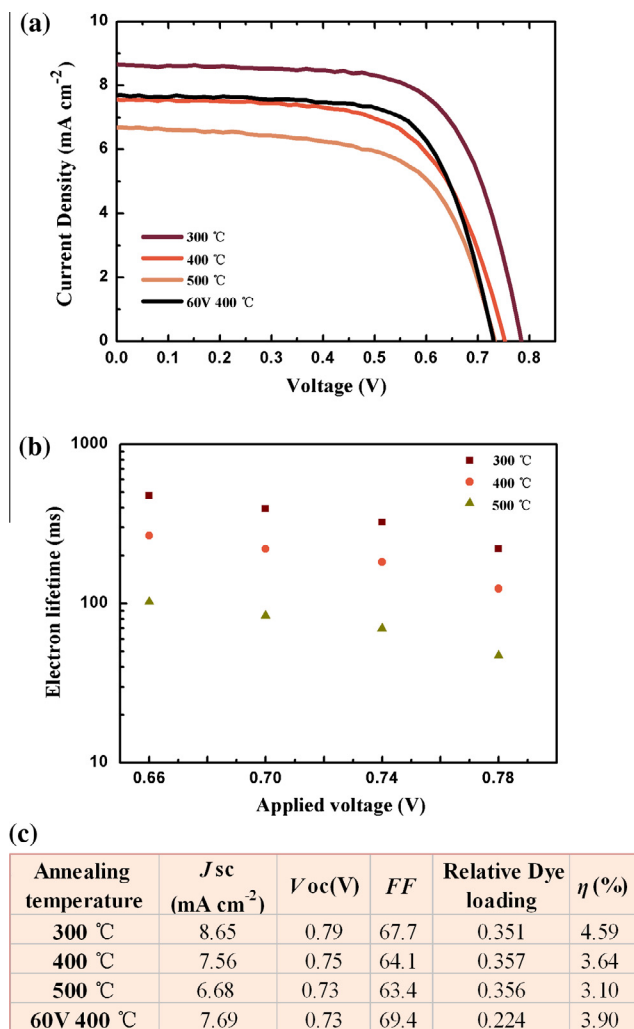 (a)
10
8
6
4
2
0
Current Density (mA cm-2)
300 ℃
400 ℃
500 ℃
60V 400 ℃
0.0 0.1 0.2 0.3 0.4 0.5 0.6 0.7 0.8
Voltage (V)
(b)
1000
100
10
Electron lifetime (ms)
300 ℃
400 ℃
500 ℃
0.66 0.70 0.74 0.78
Applied voltage (V)
(c)
Annealing temperature Jsc (mA cm-2) Voc(V) FF Relative Dye loading η (%)
300 ℃ 8.65 0.79 67.7 0.351 4.59
400 ℃ 7.56 0.75 64.1 0.357 3.64
500 ℃ 6.68 0.73 63.4 0.356 3.10
60V 400 ℃ 7.69 0.73 69.4 0.224 3.90